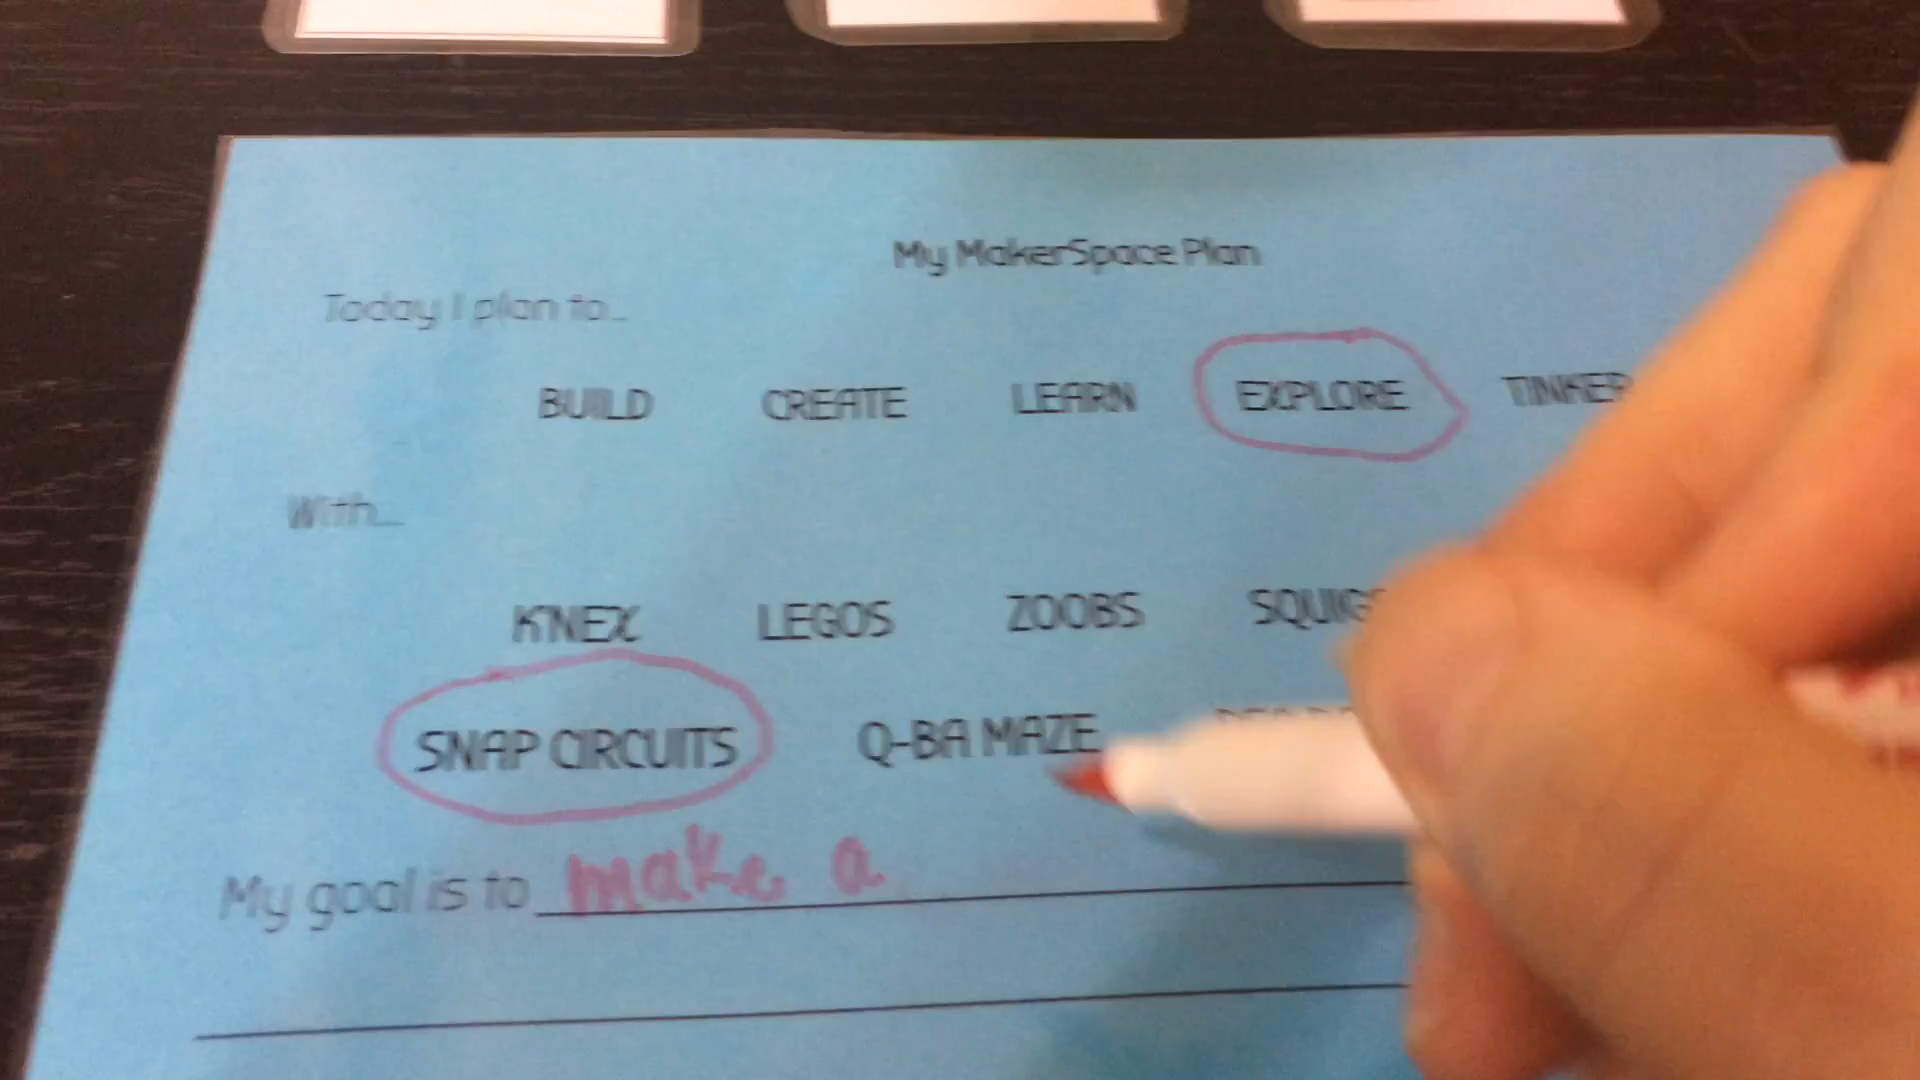 My MakerSpace Plan
Today I plan to...
BUILD CREATE LEARN EXPLORE TINKER
With...
K'NEX LEGOS ZOOBS
SNAP CIRCUITS Q-BA MAZE
My goal is to make a